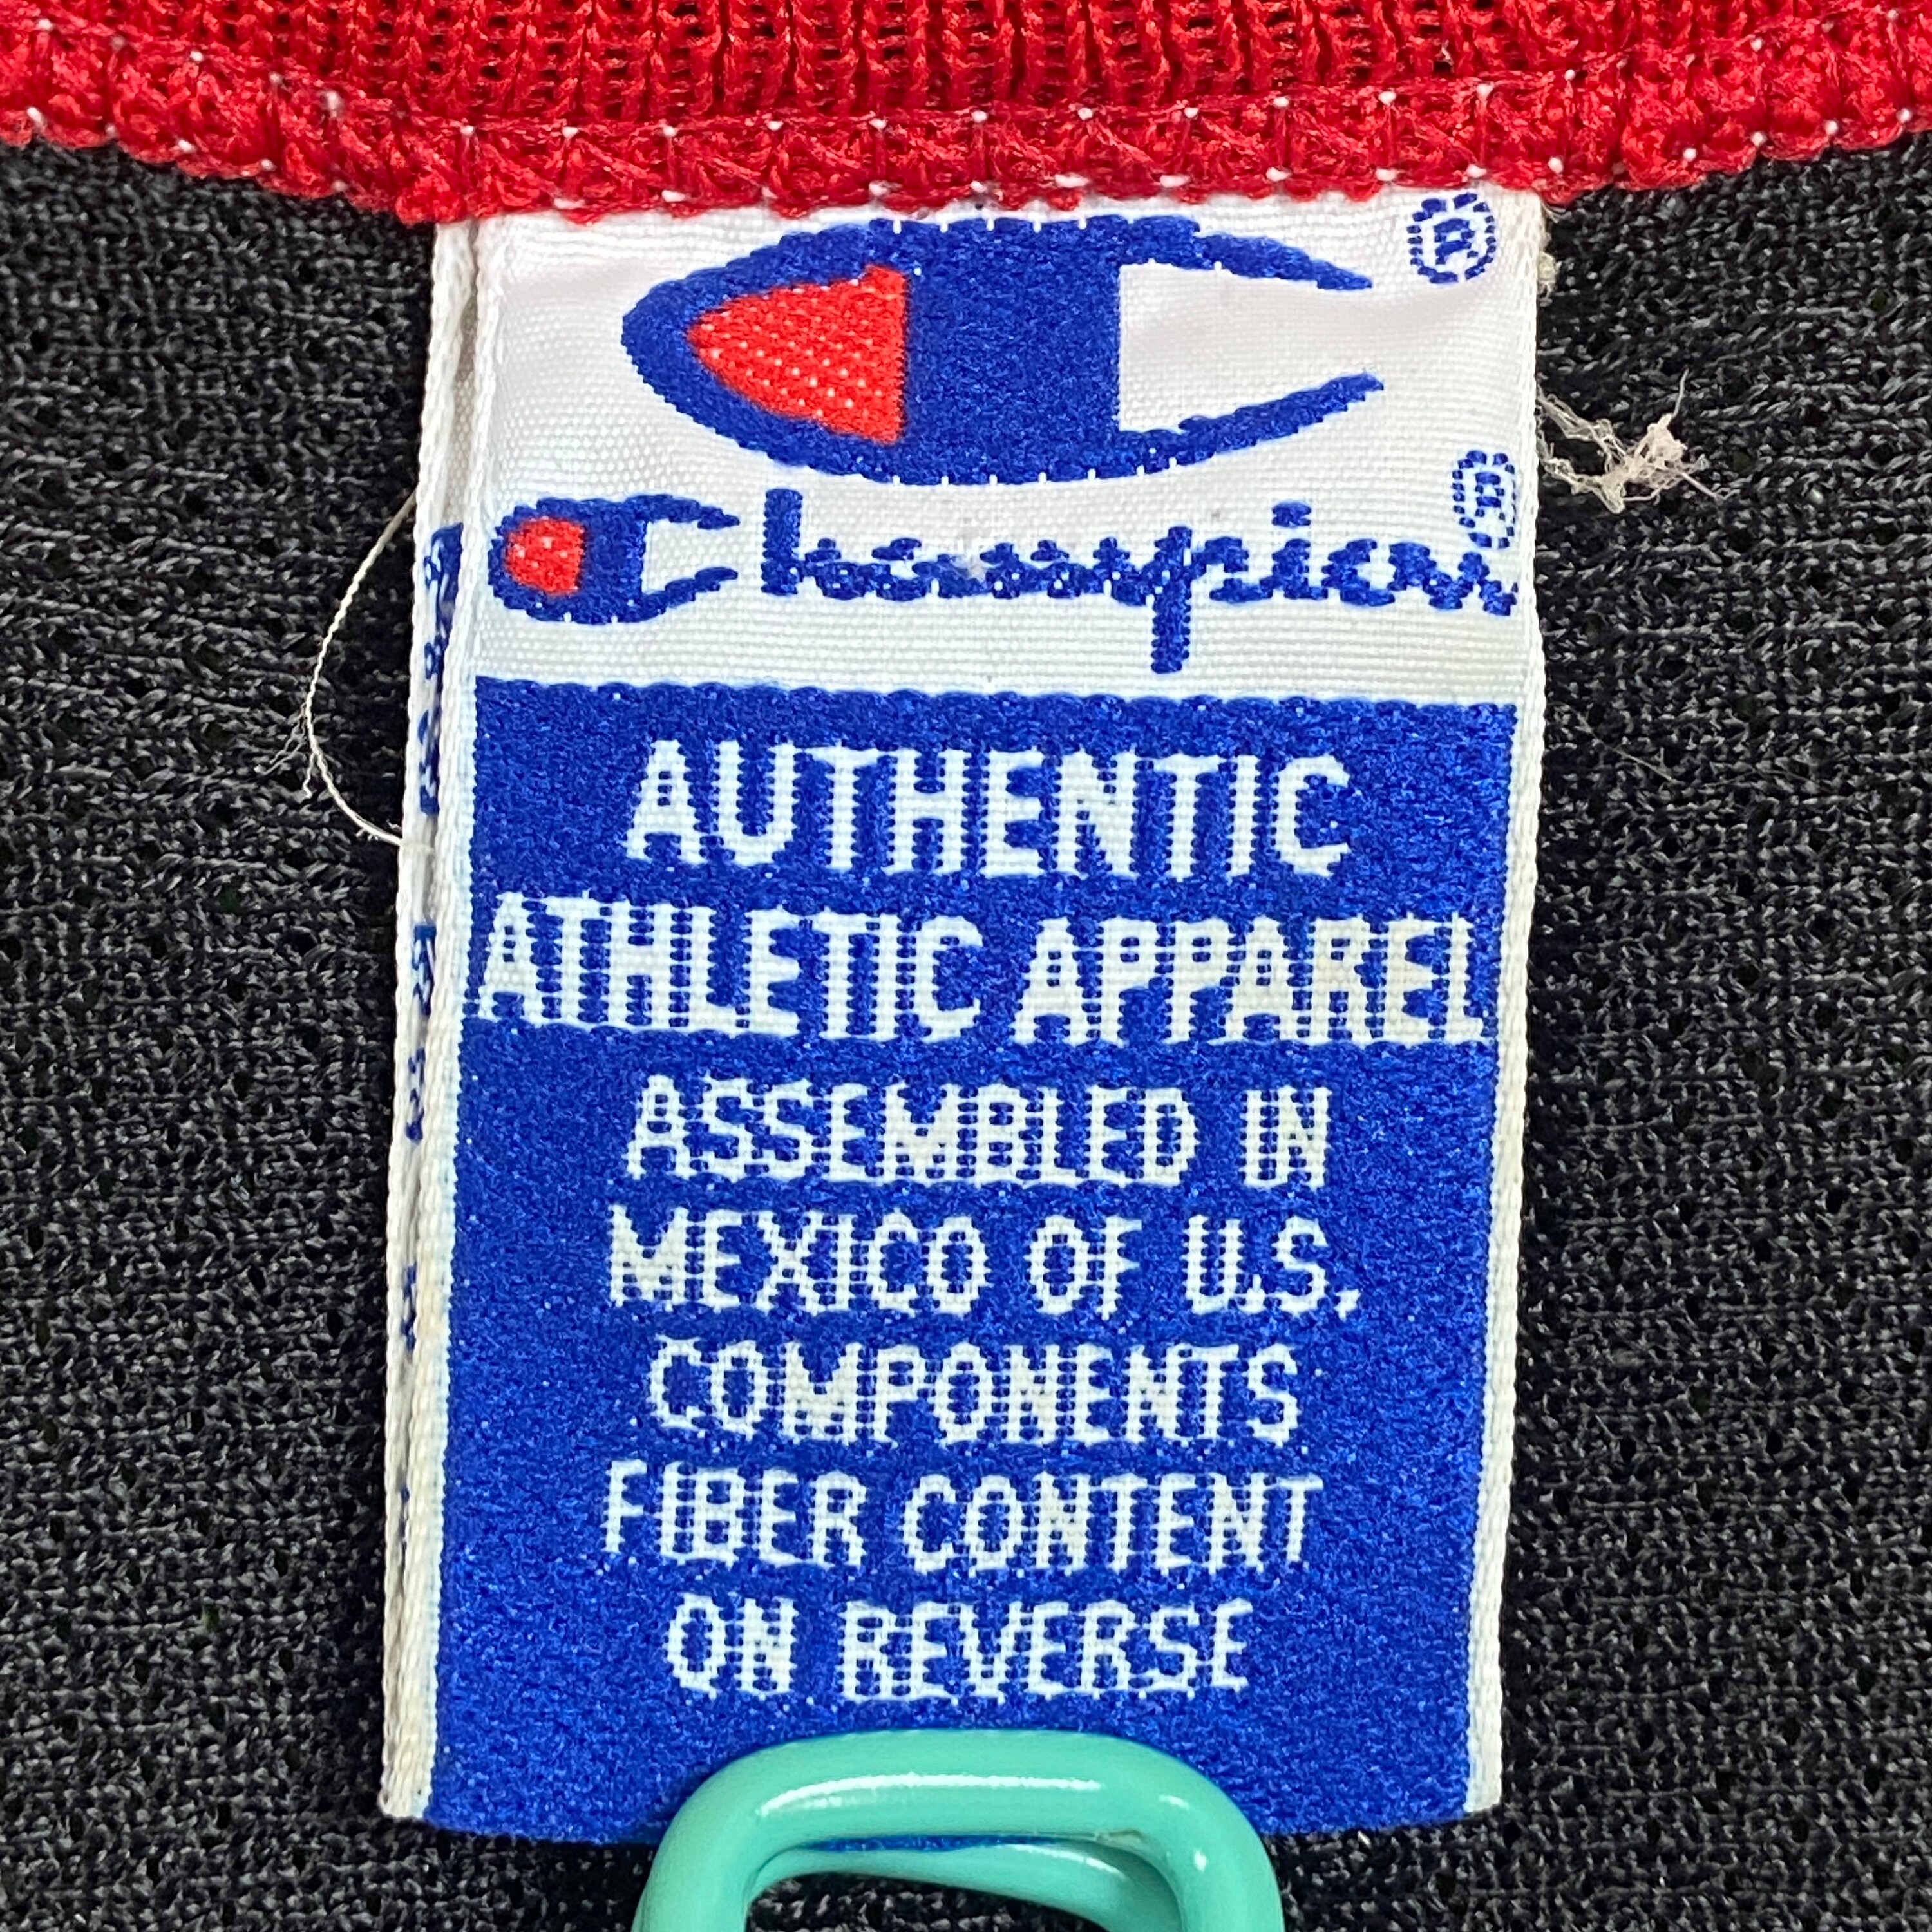 ®
Champion®
AUTHENTIC
ATHLETIC APPAREL
ASSEMBLED IN
MEXICO OF U.S,
COMPONENTS
FIBER CONTENT
ON REVERSE